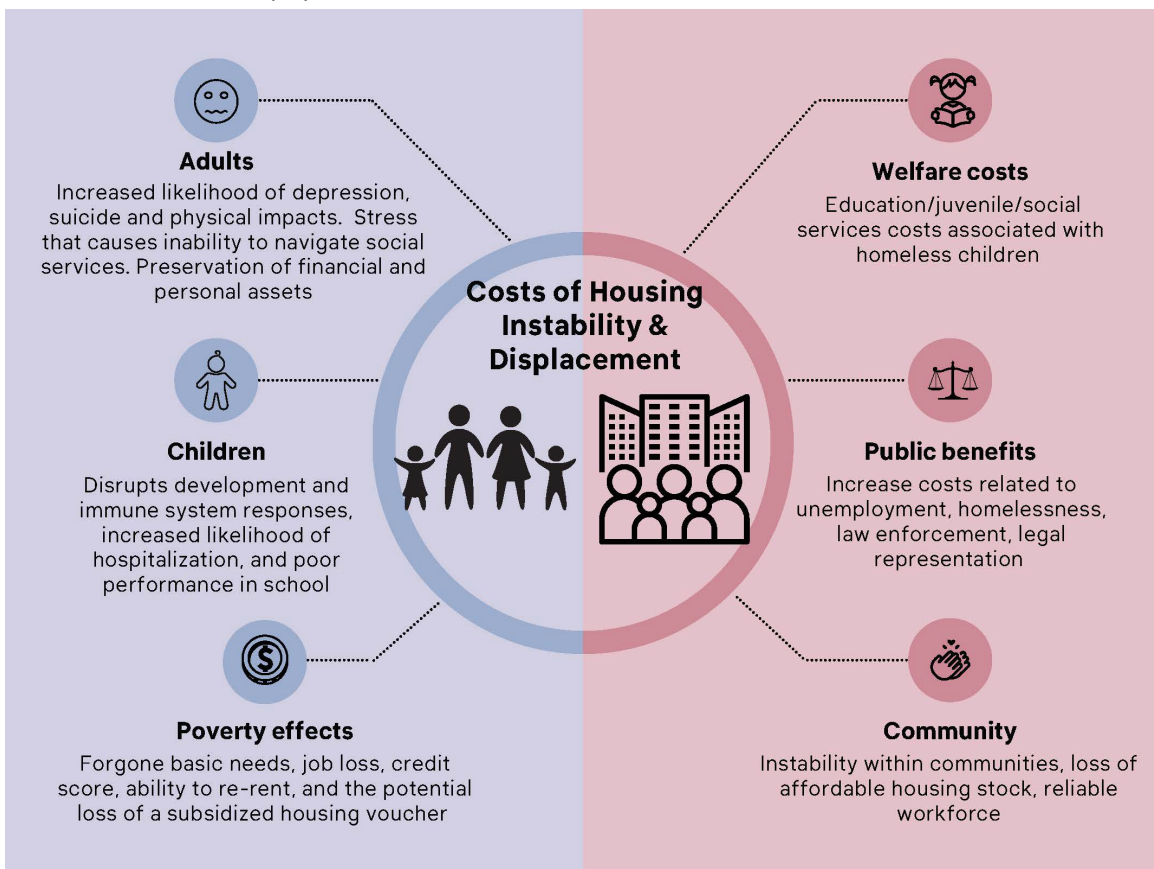 Costs of Housing
Instability &
Displacement
Adults
Increased likelihood of depression,
suicide and physical impacts.  Stress
that causes inability to navigate social
services. Preservation of financial and
personal assets
Children
Disrupts development and
immune system responses,
increased likelihood of
hospitalization, and poor
performance in school
Poverty effects
Forgone basic needs, job loss, credit
score, ability to re-rent, and the potential
loss of a subsidized housing voucher
Welfare costs
Education/juvenile/social
services costs associated with
homeless children
Public benefits
Increase costs related to
unemployment, homelessness,
law enforcement, legal
representation
Community
Instability within communities, loss of
affordable housing stock, reliable
workforce
$